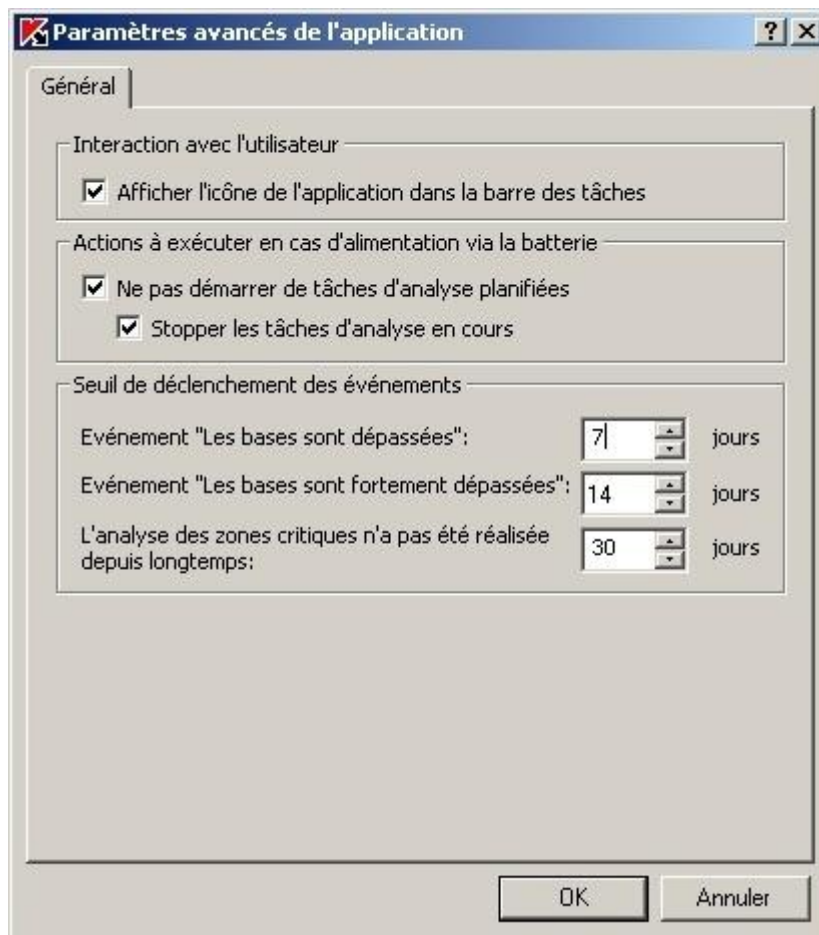 Paramètres avancés de l'application
Général
Interaction avec l'utilisateur
Afficher l'icône de l'application dans la barre des tâches
Actions à exécuter en cas d'alimentation via la batterie
Ne pas démarrer de tâches d'analyse planifiées
Stopper les tâches d'analyse en cours
Seuil de déclenchement des événements
Evénement "Les bases sont dépassées": 7 jours
Evénement "Les bases sont fortement dépassées": 14 jours
L'analyse des zones critiques n'a pas été réalisée
depuis longtemps: 30 jours
OK Annuler